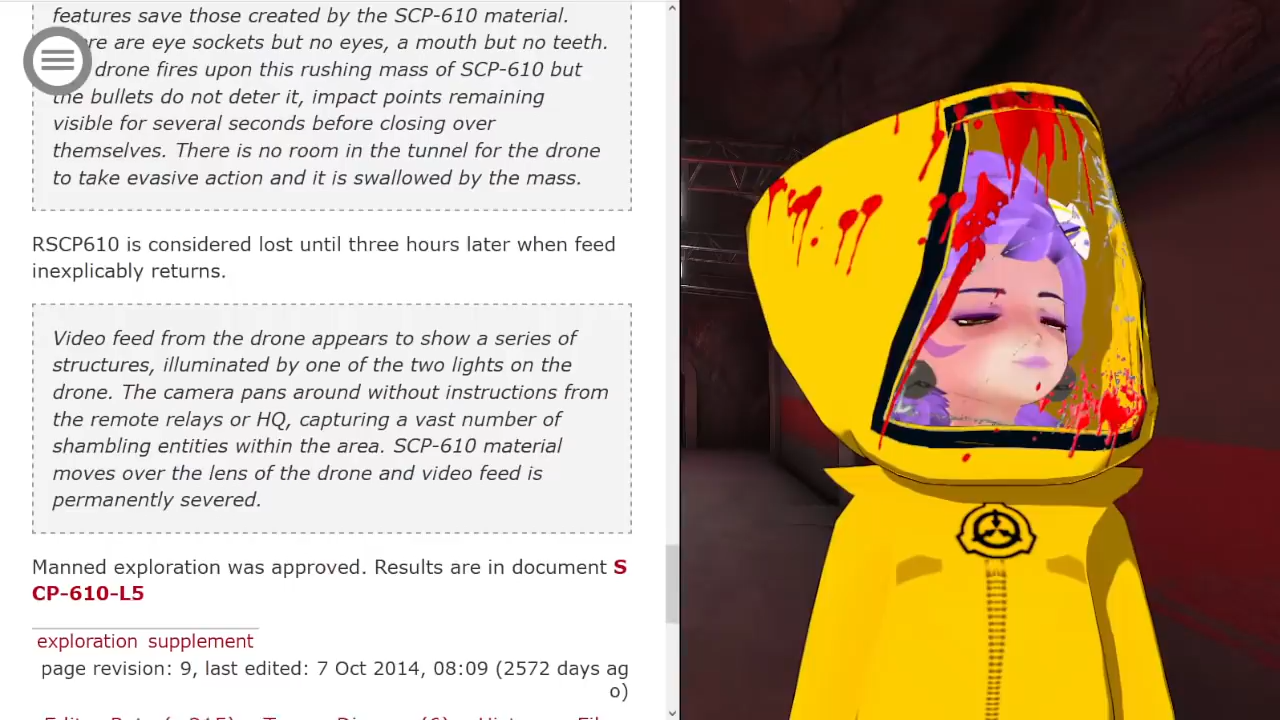 features save those created by the SCP-610 material.
re are eye sockets but no eyes, a mouth but no teeth.
drone fires upon this rushing mass of SCP-610 but
the bullets do not deter it, impact points remaining
visible for several seconds before closing over
themselves. There is no room in the tunnel for the drone
to take evasive action and it is swallowed by the mass.
RSCP610 is considered lost until three hours later when feed
inexplicably returns.
Video feed from the drone appears to show a series of
structures, illuminated by one of the two lights on the
drone. The camera pans around without instructions from
the remote relays or HQ, capturing a vast number of
shambling entities within the area. SCP-610 material
moves over the lens of the drone and video feed is
permanently severed.
Manned exploration was approved. Results are in document S
CP-610-L5
exploration supplement
page revision: 9, last edited: 7 Oct 2014, 08:09 (2572 days ag
o)